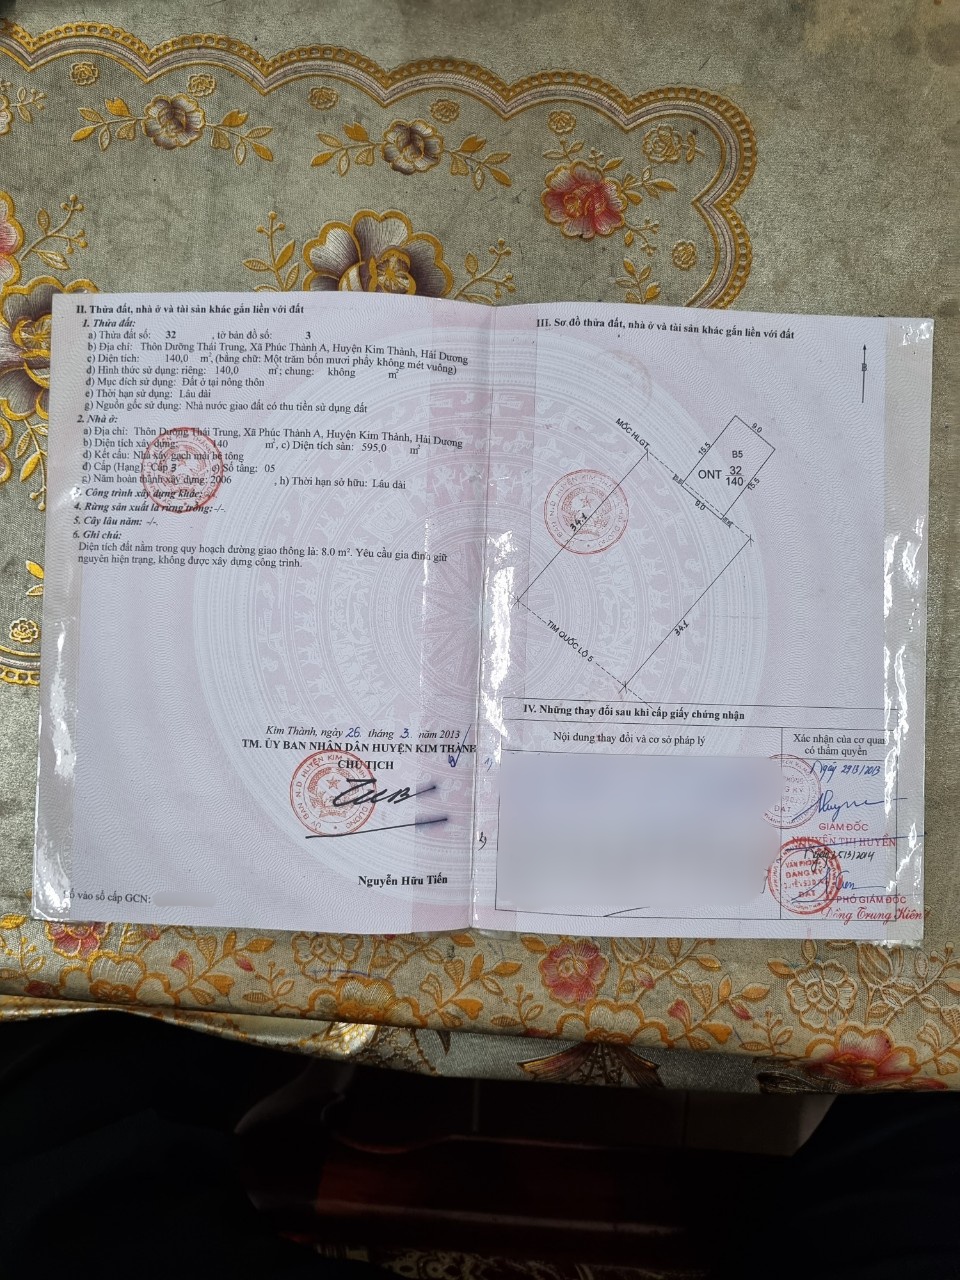 II. Thửa đất, nhà ở và tài sản khác gắn liền với đất
1. Thửa đất:
a) Thửa đất số: 32 , tờ bản đồ số: 3
b) Địa chỉ: Thôn Dưỡng Thái Trung, Xã Phúc Thành A, Huyện Kim Thành, Hải Dương
c) Diện tích: 140,0 m², (bằng chữ: Một trăm bốn mươi phẩy không mét vuông)
d) Hình thức sử dụng: riêng: 140,0 m²; chung: không m²
đ) Mục đích sử dụng: Đất ở tại nông thôn
e) Thời hạn sử dụng: Lâu dài
g) Nguồn gốc sử dụng: Nhà nước giao đất có thu tiền sử dụng đất
2. Nhà ở:
a) Địa chỉ: Thôn Dưỡng Thái Trung, Xã Phúc Thành A, Huyện Kim Thành, Hải Dương
b) Diện tích xây dựng: 140 m², c) Diện tích sàn: 595,0 m²
d) Kết cấu: Nhà xây gạch mái bê tông
đ) Cấp (Hạng): Cấp 3 e) Số tầng: 05
g) Năm hoàn thành xây dựng: 2006 , h) Thời hạn sở hữu: Lâu dài
3. Công trình xây dựng khác: -/-
4. Rừng sản xuất là rừng trồng: -/-.
5. Cây lâu năm: -/-.
6. Ghi chú:
Diện tích đất nằm trong quy hoạch đường giao thông là: 8.0 m². Yêu cầu gia đình giữ
nguyên hiện trạng, không được xây dựng công trình.
Kim Thành, ngày 26 tháng 3 năm 2013
TM. ỦY BAN NHÂN DÂN HUYỆN KIM THÀNH
CHỦ TỊCH
Nguyễn Hữu Tiến
số vào sổ cấp GCN:
III. Sơ đồ thửa đất, nhà ở và tài sản khác gắn liền với đất
B
MỐC HLGT
15.5
9.0
B5
ONT 32
140
15.5
9.0
34.1
34.1
TIM QUỐC LỘ 5
IV. Những thay đổi sau khi cấp giấy chứng nhận
Nội dung thay đổi và cơ sở pháp lý
Xác nhận của cơ quan
có thẩm quyền
Ngày 29/3/2013
GIÁM ĐỐC
NGUYỄN THỊ HUYỀN
VĂN PHÒNG
ĐĂNG KÝ
ĐẤT
PHÓ GIÁM ĐỐC
Đồng Trung Kiên